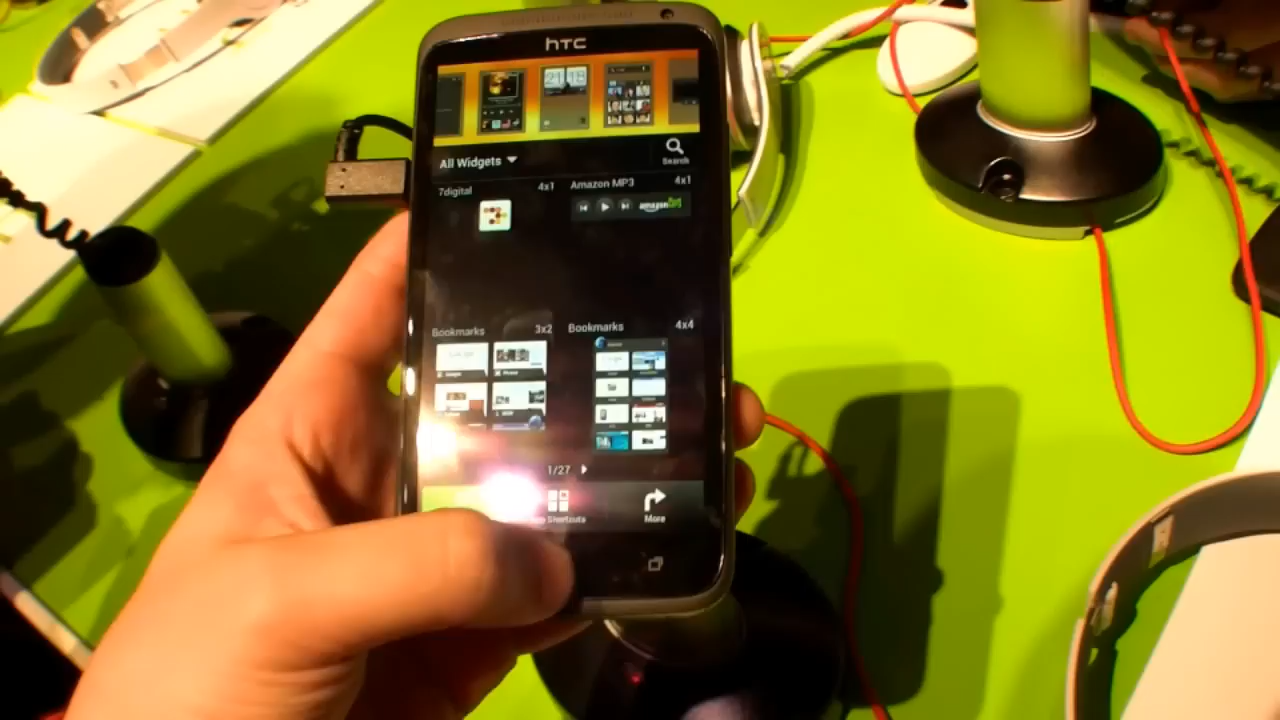 hTC
21 18
All Widgets
Search
7digital 4x1
Amazon MP3 4x1
amazon
Bookmarks 3x2
Bookmarks 4x4
1/27
Shortcuts
More